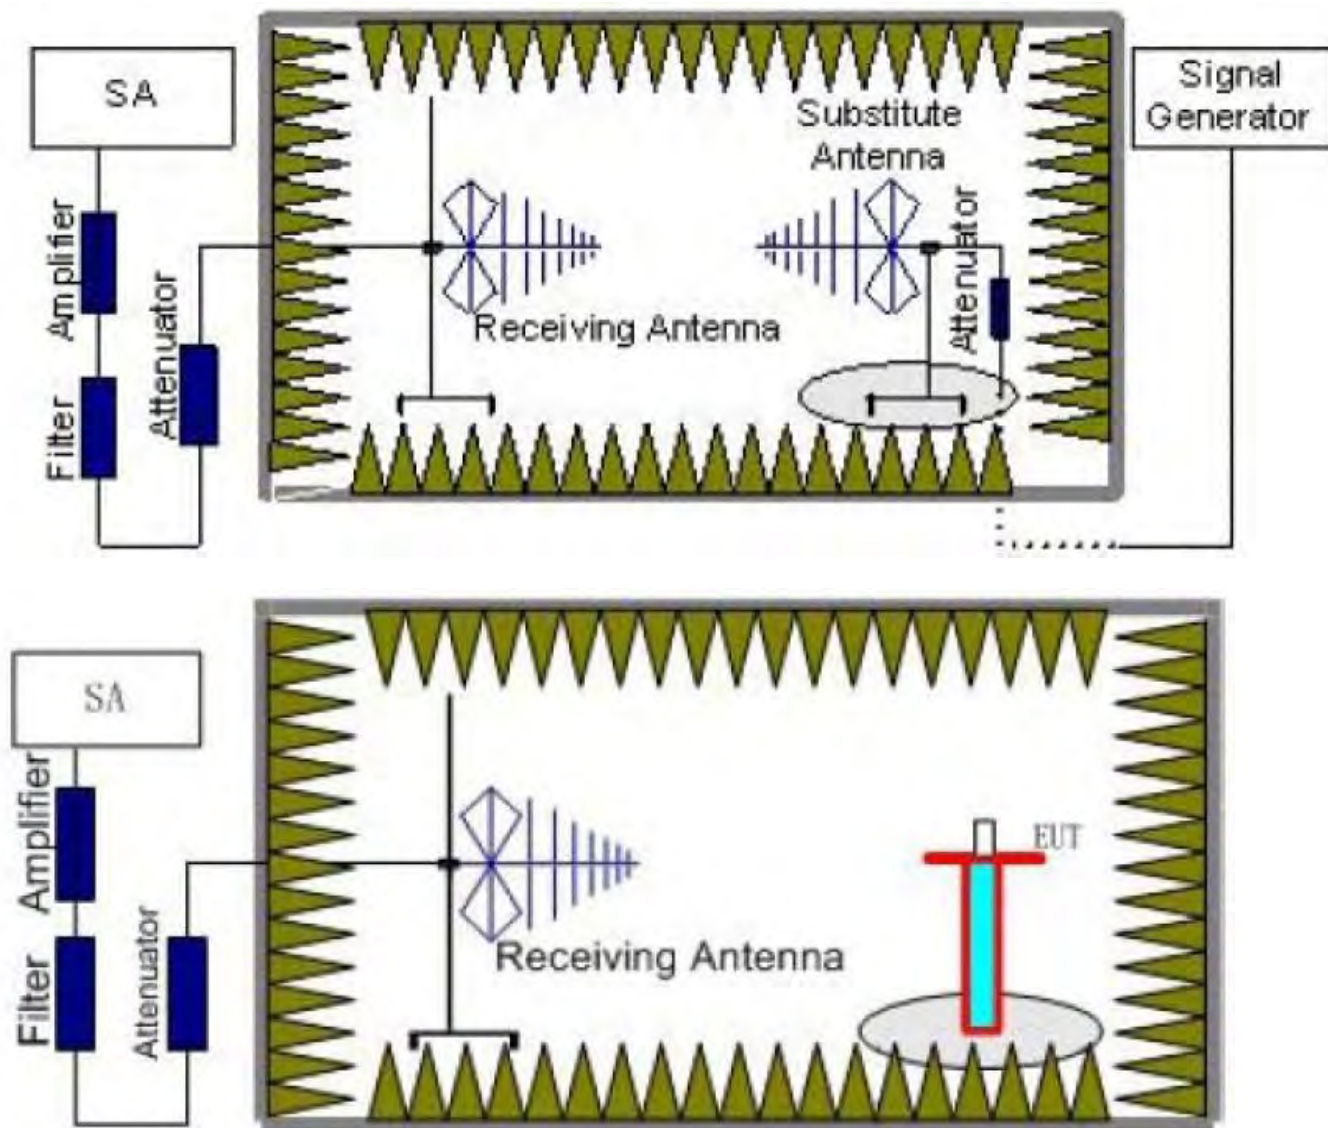 SA
Signal
Generator
Substitute
Antenna
Amplifier
Attenuator
Filter
Receiving Antenna
Attenuator
SA
Amplifier
Filter
Attenuator
Receiving Antenna
EUT